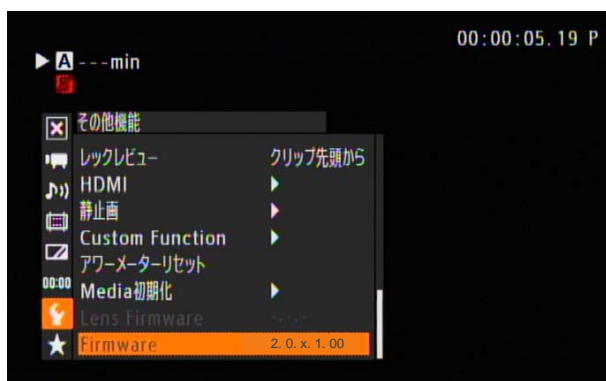 00:00:05.19 P
A ---min
その他機能
レックレビュー クリップ先頭から
HDMI
静止画
Custom Function
アワーメーターリセット
00:00
Media初期化
Lens Firmware -.-.-
Firmware 2. 0. x. 1. 00